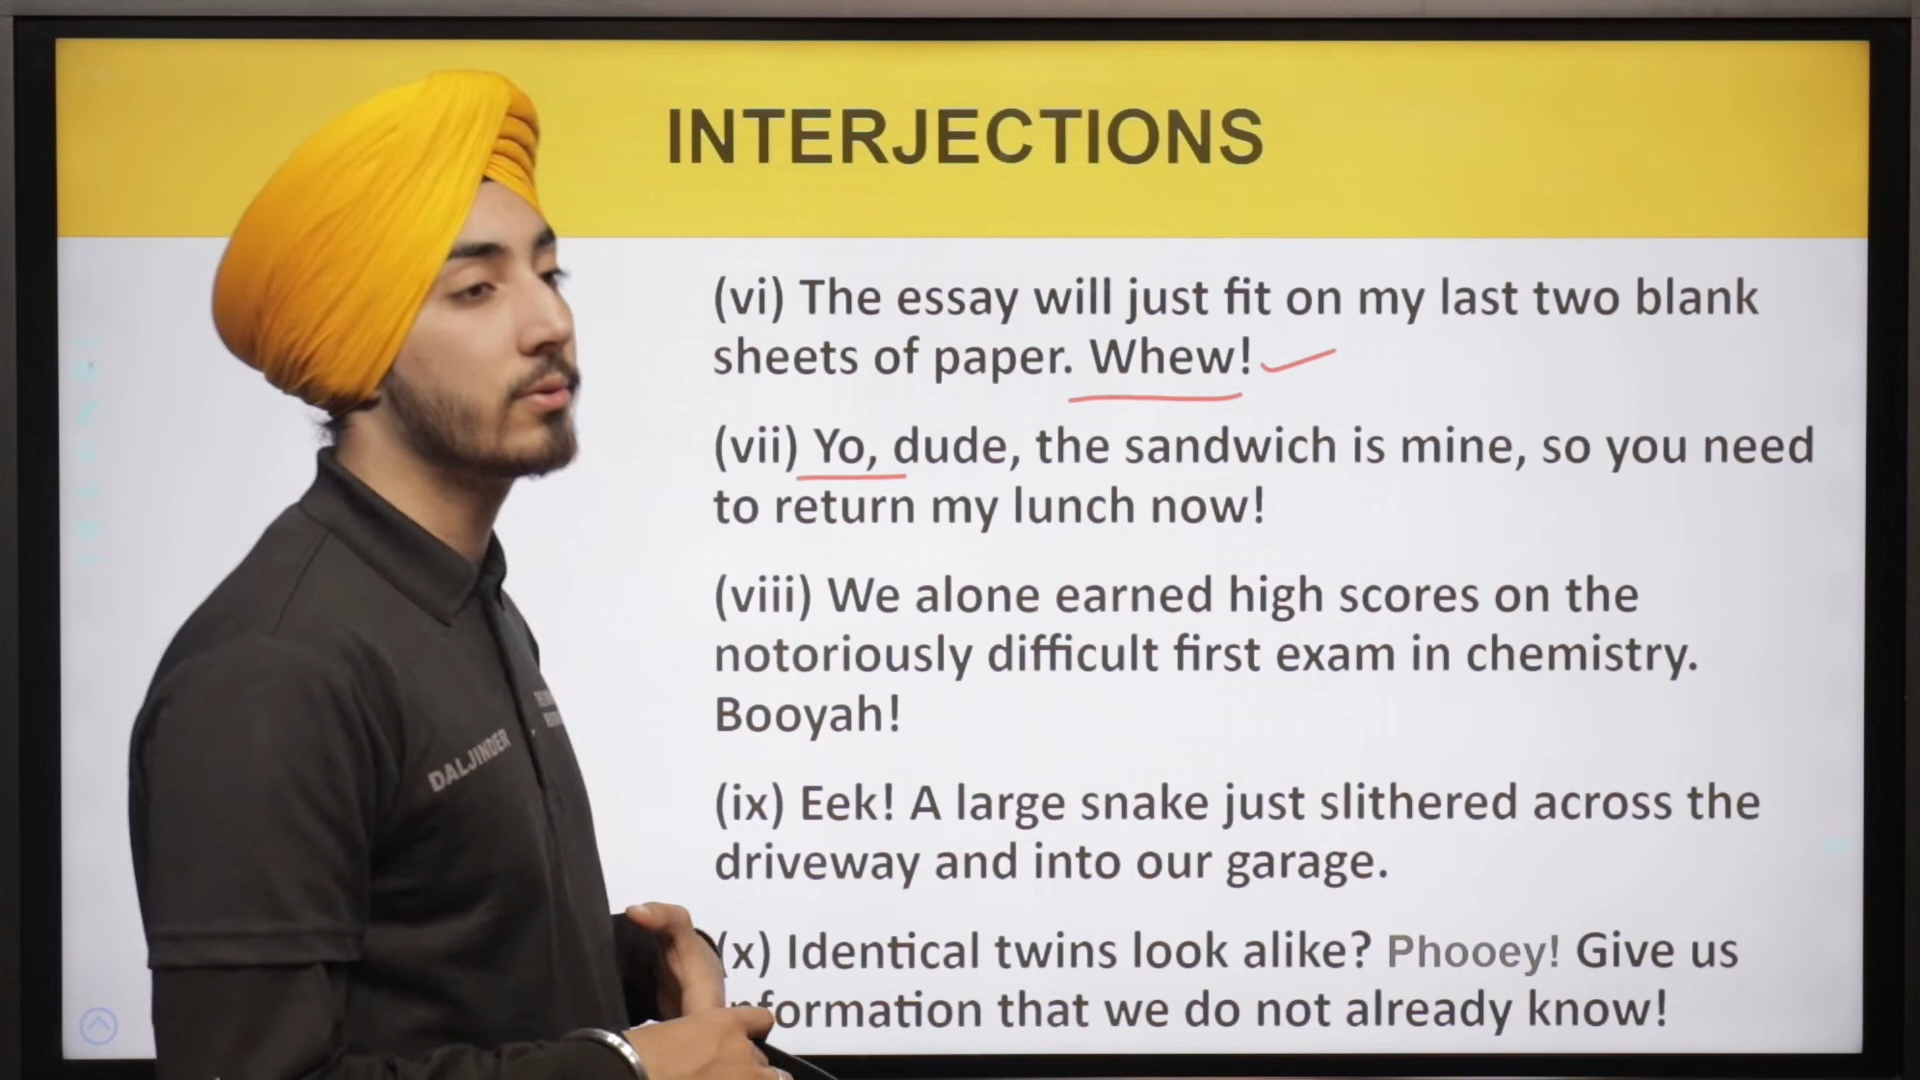 INTERJECTIONS
(vi) The essay will just fit on my last two blank
sheets of paper. Whew!
(vii) Yo, dude, the sandwich is mine, so you need
to return my lunch now!
(viii) We alone earned high scores on the
notoriously difficult first exam in chemistry.
Booyah!
(ix) Eek! A large snake just slithered across the
driveway and into our garage.
(x) Identical twins look alike? Phooey! Give us
information that we do not already know!
DALJINDER